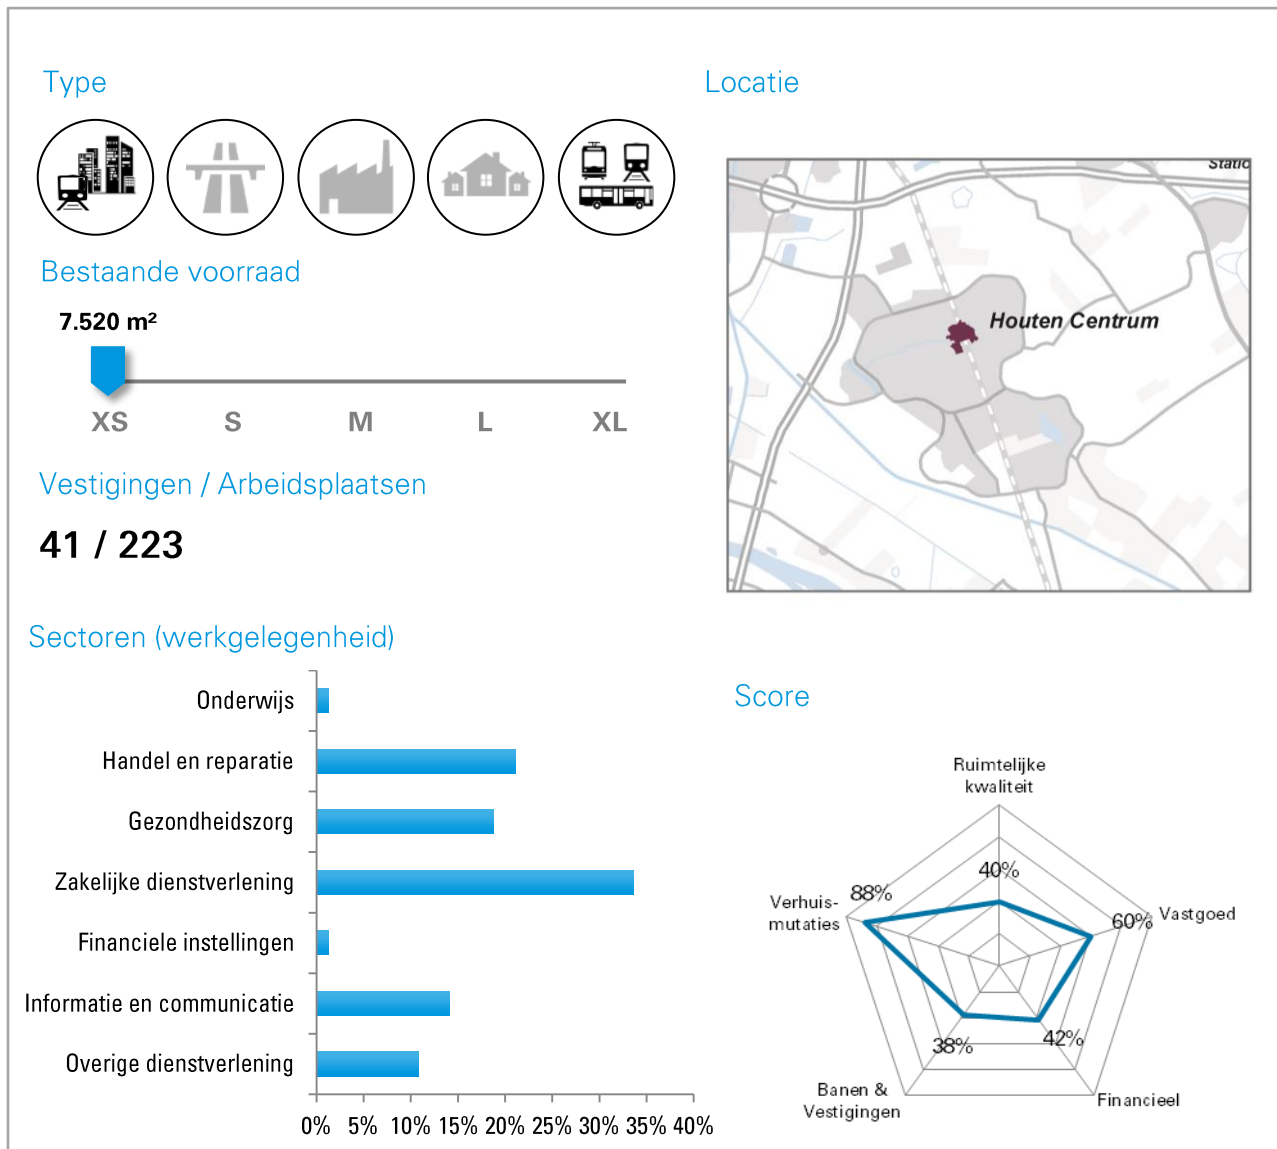 Type
Bestaande voorraad
7.520 m²
XS S M L XL
Vestigingen / Arbeidsplaatsen
41 / 223
Locatie
Static
Houten Centrum
Sectoren (werkgelegenheid)
Onderwijs
Handel en reparatie
Gezondheidszorg
Zakelijke dienstverlening
Financiele instellingen
Informatie en communicatie
Overige dienstverlening
0% 5% 10% 15% 20% 25% 30% 35% 40%
Score
Ruimtelijke
kwaliteit
40%
88%
Verhuis-
mutaties
60%
Vastgoed
42%
38%
Banen &
Vestigingen
Financieel